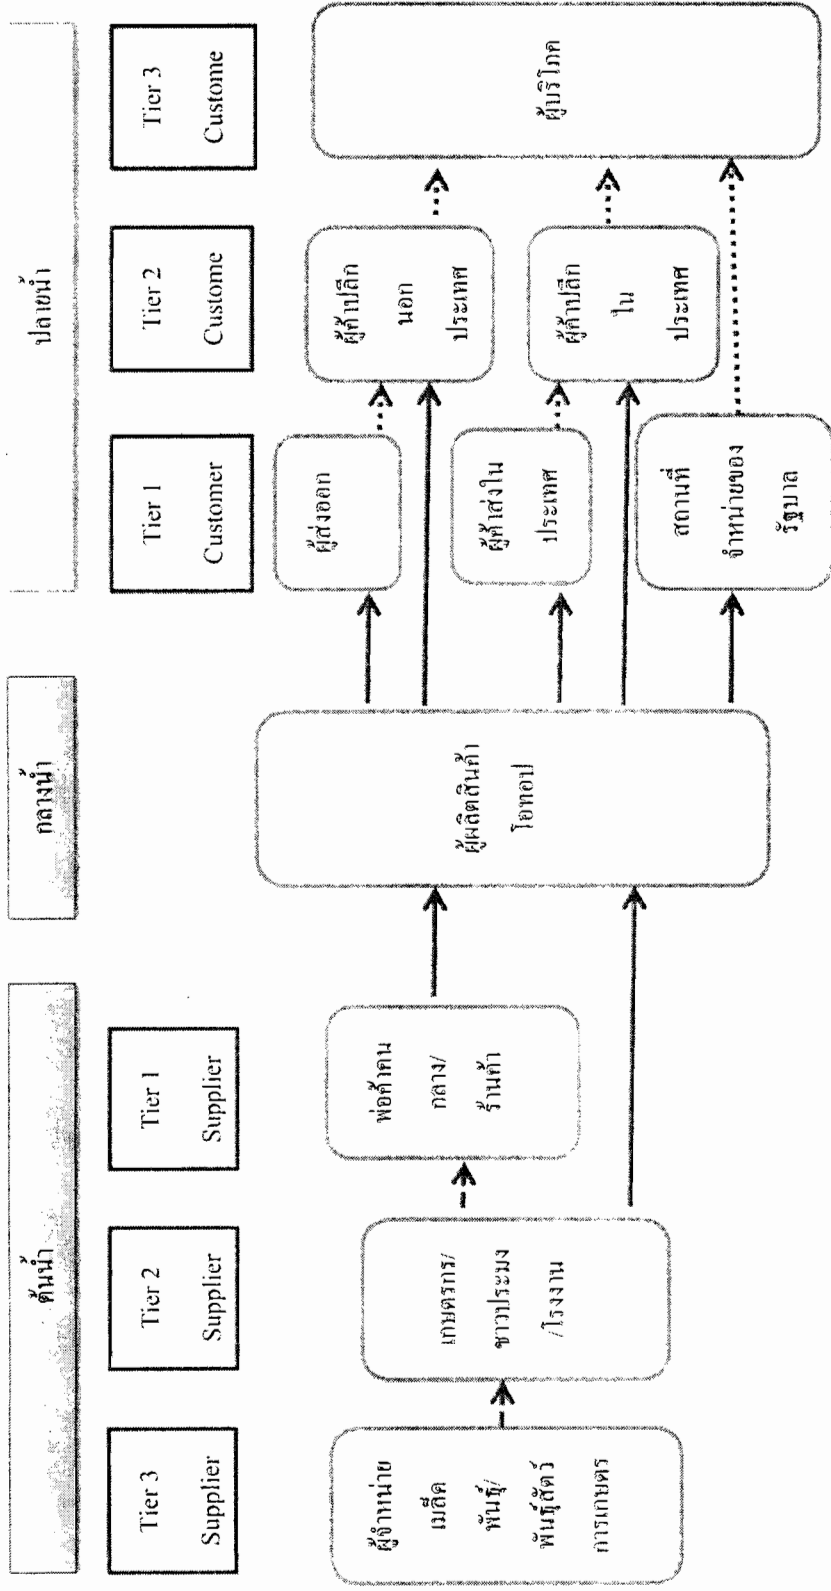 ต้นน้ำ
กลางน้ำ
ปลายน้ำ
Tier 3
Supplier
Tier 2
Supplier
Tier 1
Supplier
Tier 1
Customer
Tier 2
Custome
Tier 3
Custome
ผู้จำหน่าย
เมล็ด
พันธุ์/
พันธุ์สัตว์
การเกษตร
เกษตรกร/
ชาวประมง
/โรงงาน
พ่อค้าคน
กลาง/
ร้านค้า
ผู้ผลิตสินค้า
โอทอป
ผู้ส่งออก
ผู้ค้าส่งใน
ประเทศ
สถานที่
จำหน่ายของ
รัฐบาล
ผู้ค้าปลีก
นอก
ประเทศ
ผู้ค้าปลีก
ใน
ประเทศ
ผู้บริโภค